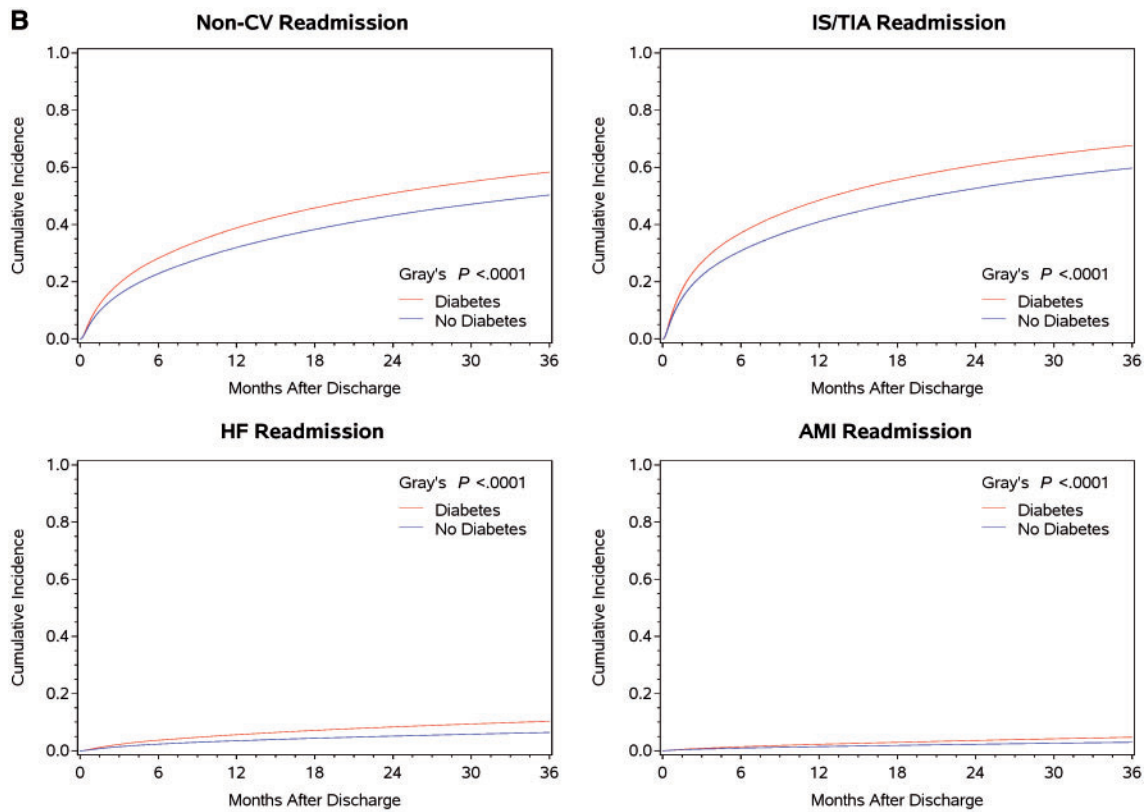 B
Non-CV Readmission
IS/TIA Readmission
1.0
0.8
0.6
0.4
0.2
0.0
Cumulative Incidence
Gray's P <.0001
Diabetes
No Diabetes
0 6 12 18 24 30 36
Months After Discharge
1.0
0.8
0.6
0.4
0.2
0.0
Cumulative Incidence
Gray's P <.0001
Diabetes
No Diabetes
0 6 12 18 24 30 36
Months After Discharge
HF Readmission
1.0
0.8
0.6
0.4
0.2
0.0
Cumulative Incidence
Gray's P <.0001
Diabetes
No Diabetes
0 6 12 18 24 30 36
Months After Discharge
AMI Readmission
1.0
0.8
0.6
0.4
0.2
0.0
Cumulative Incidence
Gray's P <.0001
Diabetes
No Diabetes
0 6 12 18 24 30 36
Months After Discharge